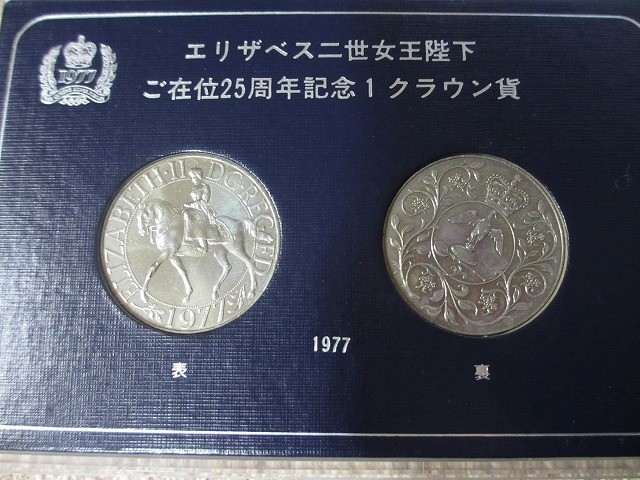 1977
エリザベス二世女王陛下
ご在位25周年記念1クラウン貨
ELIZABETH·II DG·REG F·D
1977
1977
表
裏